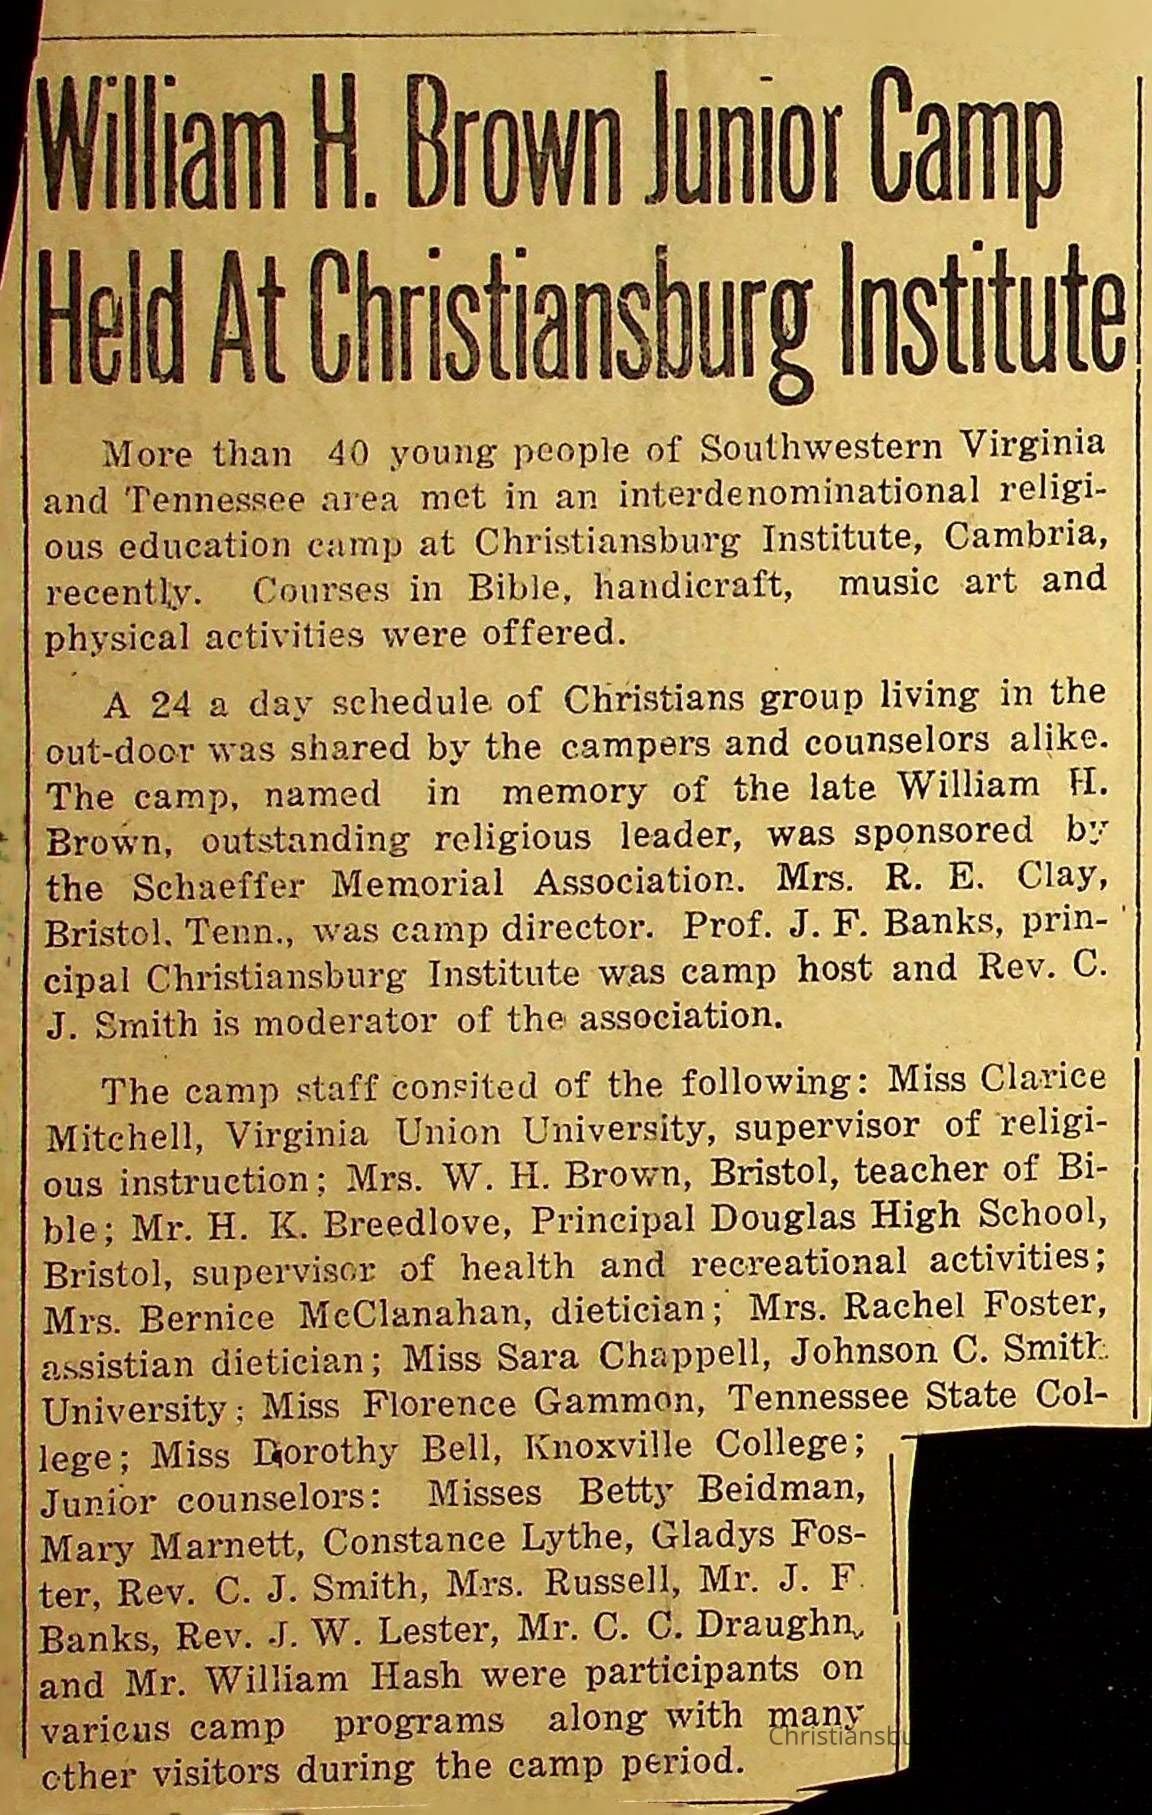 William H. Brown Junior Camp
Held At Christiansburg Institute
More than 40 young people of Southwestern Virginia
and Tennessee area met in an interdenominational religi-
ous education camp at Christiansburg Institute, Cambria,
recently. Courses in Bible, handicraft, music art and
physical activities were offered.
A 24 a day schedule of Christians group living in the
out-door was shared by the campers and counselors alike.
The camp, named in memory of the late William H.
Brown, outstanding religious leader, was sponsored by
the Schaeffer Memorial Association. Mrs. R. E. Clay,
Bristol, Tenn., was camp director. Prof. J. F. Banks, prin-
cipal Christiansburg Institute was camp host and Rev. C.
J. Smith is moderator of the association.
The camp staff consited of the following: Miss Clarice
Mitchell, Virginia Union University, supervisor of religi-
ous instruction; Mrs. W. H. Brown, Bristol, teacher of Bi-
ble; Mr. H. K. Breedlove, Principal Douglas High School,
Bristol, supervisor of health and recreational activities;
Mrs. Bernice McClanahan, dietician; Mrs. Rachel Foster,
assistian dietician; Miss Sara Chappell, Johnson C. Smith
University; Miss Florence Gammon, Tennessee State Col-
lege; Miss Dorothy Bell, Knoxville College;
Junior counselors: Misses Betty Beidman,
Mary Marnett, Constance Lythe, Gladys Fos-
ter, Rev. C. J. Smith, Mrs. Russell, Mr. J. F.
Banks, Rev. J. W. Lester, Mr. C. C. Draughn,
and Mr. William Hash were participants on
various camp programs along with many
other visitors during the camp period.